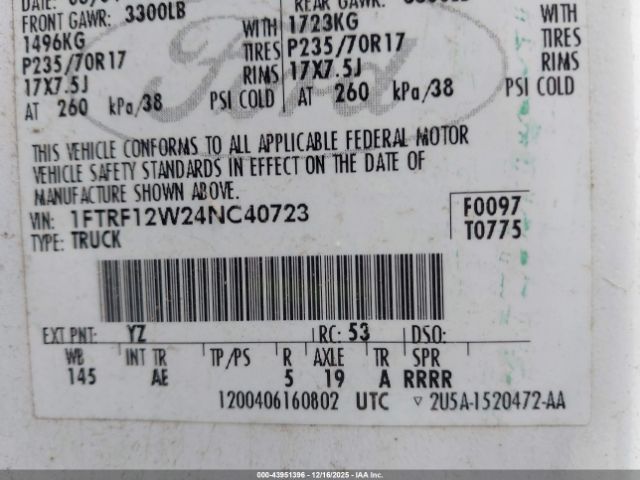 DATE:
FRONT GAWR: 3300LB
1496KG
P235/70R17
17X7.5J
AT 260 kPa/38
WITH
TIRES
RIMS
PSI COLD
REAR GAWR:
1723KG
P235/70R17
17X7.5J
AT 260 kPa/38
WITH
TIRES
RIMS
PSI COLD
Ford
THIS VEHICLE CONFORMS TO ALL APPLICABLE FEDERAL MOTOR
VEHICLE SAFETY STANDARDS IN EFFECT ON THE DATE OF
MANUFACTURE SHOWN ABOVE.
VIN: 1FTRF12W24NC40723
TYPE: TRUCK
F0097
T0775
EXT PNT: YZ RC: 53 DSO:
WB INT TR TP/PS R AXLE TR SPR
145 AE 5 19 A RRRR
1200406160802 UTC ▽ 2U5A-1520472-AA
© 000-43951396 - 12/16/2025 - IAA Inc.